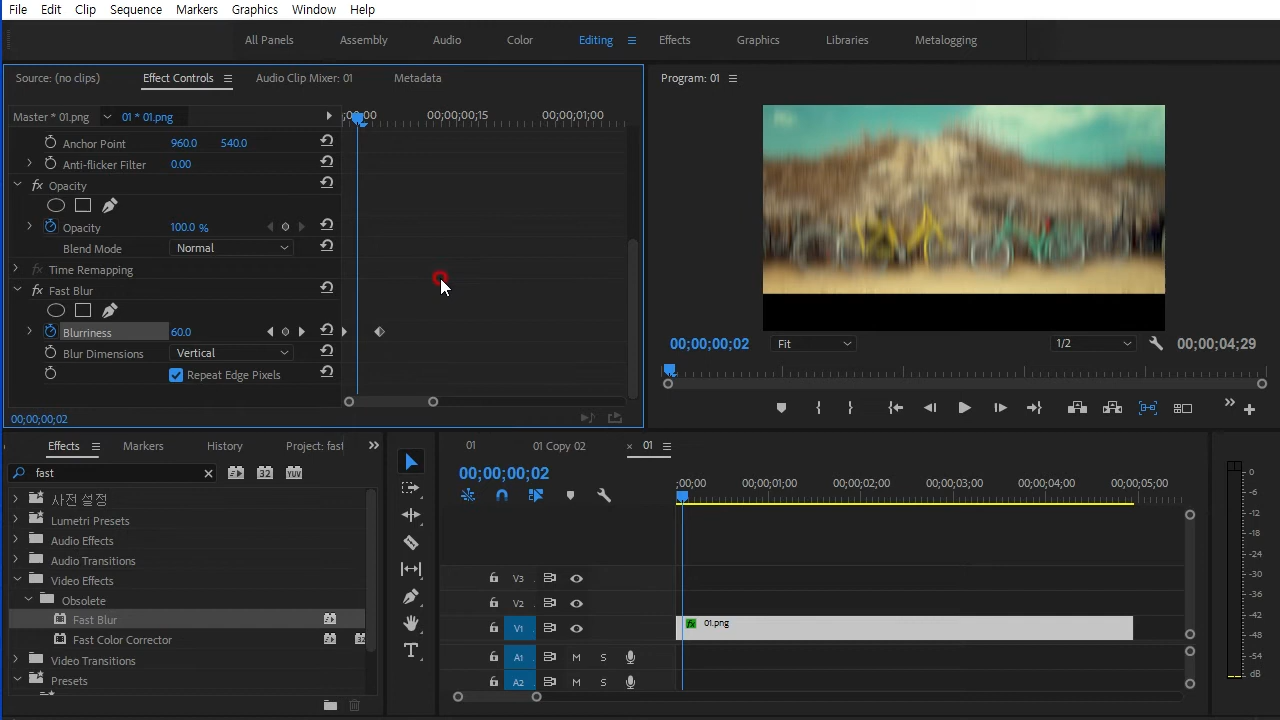 File Edit Clip Sequence Markers Graphics Window Help
All Panels Assembly Audio Color Editing Effects Graphics Libraries Metalogging
Source: (no clips) Effect Controls Audio Clip Mixer: 01 Metadata
Program: 01
Master * 01.png 01 * 01.png
;00;00 00;00;00;15 00;00;01;00
Anchor Point 960.0 540.0
Anti-flicker Filter 0.00
fx Opacity
Opacity 100.0 %
Blend Mode Normal
fx Time Remapping
fx Fast Blur
Blurriness 60.0
Blur Dimensions Vertical
Repeat Edge Pixels
00;00;00;02
00;00;00;02 Fit 1/2 00;00;04;29
Effects Markers History Project: fast
fast
32 YUV
사전 설정
Lumetri Presets
Audio Effects
Audio Transitions
Video Effects
Obsolete
Fast Blur
Fast Color Corrector
Video Transitions
Presets
01 01 Copy 02 × 01
00;00;00;02
;00;00 00;00;01;00 00;00;02;00 00;00;03;00 00;00;04;00 00;00;05;00
V3
V2
V1 fx 01.png
A1 M S
A2 M S
0
-6
-12
-18
-24
-30
-36
-42
-48
-54
dB